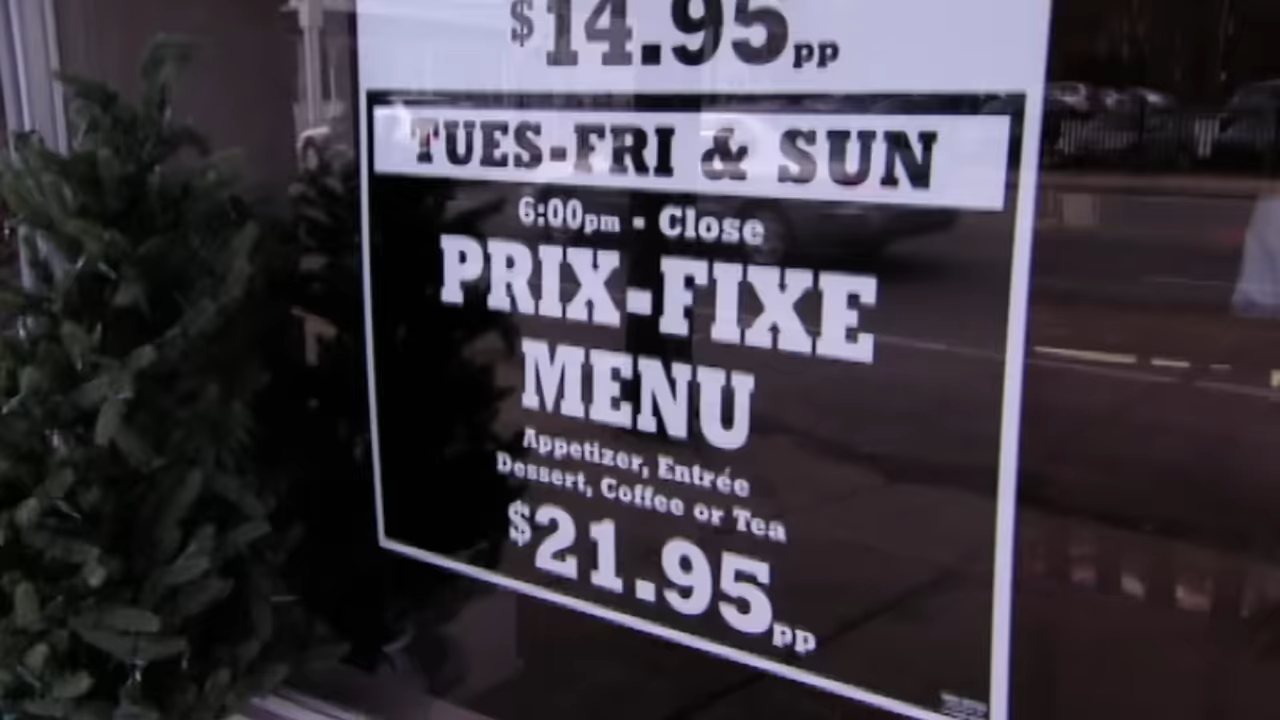 $14.95pp
TUES-FRI & SUN
6:00pm - Close
PRIX-FIXE
MENU
Appetizer, Entrée
Dessert, Coffee or Tea
$21.95pp